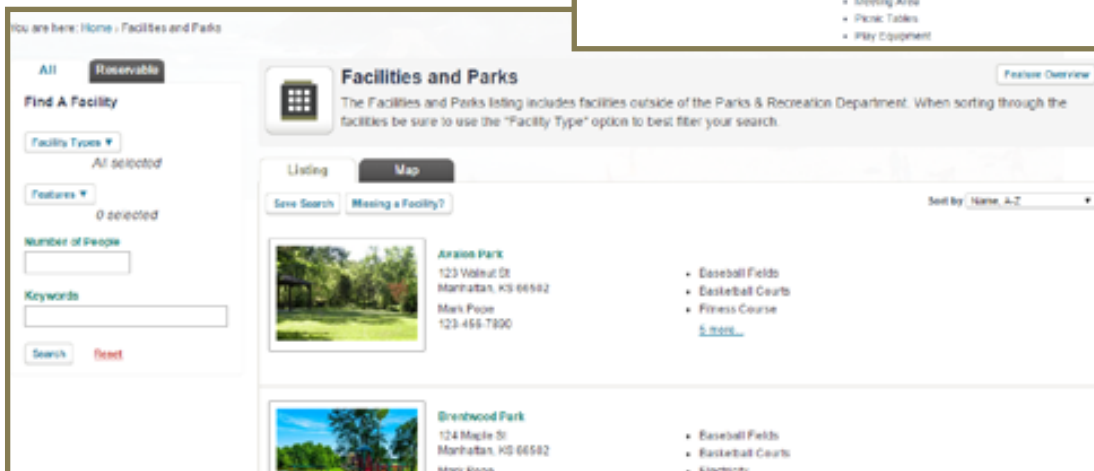 Meeting Area
Picnic Tables
Play Equipment
You are here: Home › Facilities and Parks
All
Reservable
Find A Facility
Facility Types ▼
All selected
Features ▼
0 selected
Number of People
Keywords
Search
Reset
Facilities and Parks
Feature Overview
The Facilities and Parks listing includes facilities outside of the Parks & Recreation Department. When sorting through the
facilities be sure to use the "Facility Type" option to best filter your search.
Listing
Map
Save Search
Missing a Facility?
Sort by Name, A-Z
Avalon Park
123 Walnut St
Manhattan, KS 66502
Mark Pope
123-456-7890
• Baseball Fields
• Basketball Courts
• Fitness Course
5 more...
Brentwood Park
124 Maple St
Manhattan, KS 66502
Mark Pope
• Baseball Fields
• Basketball Courts
• Electricity